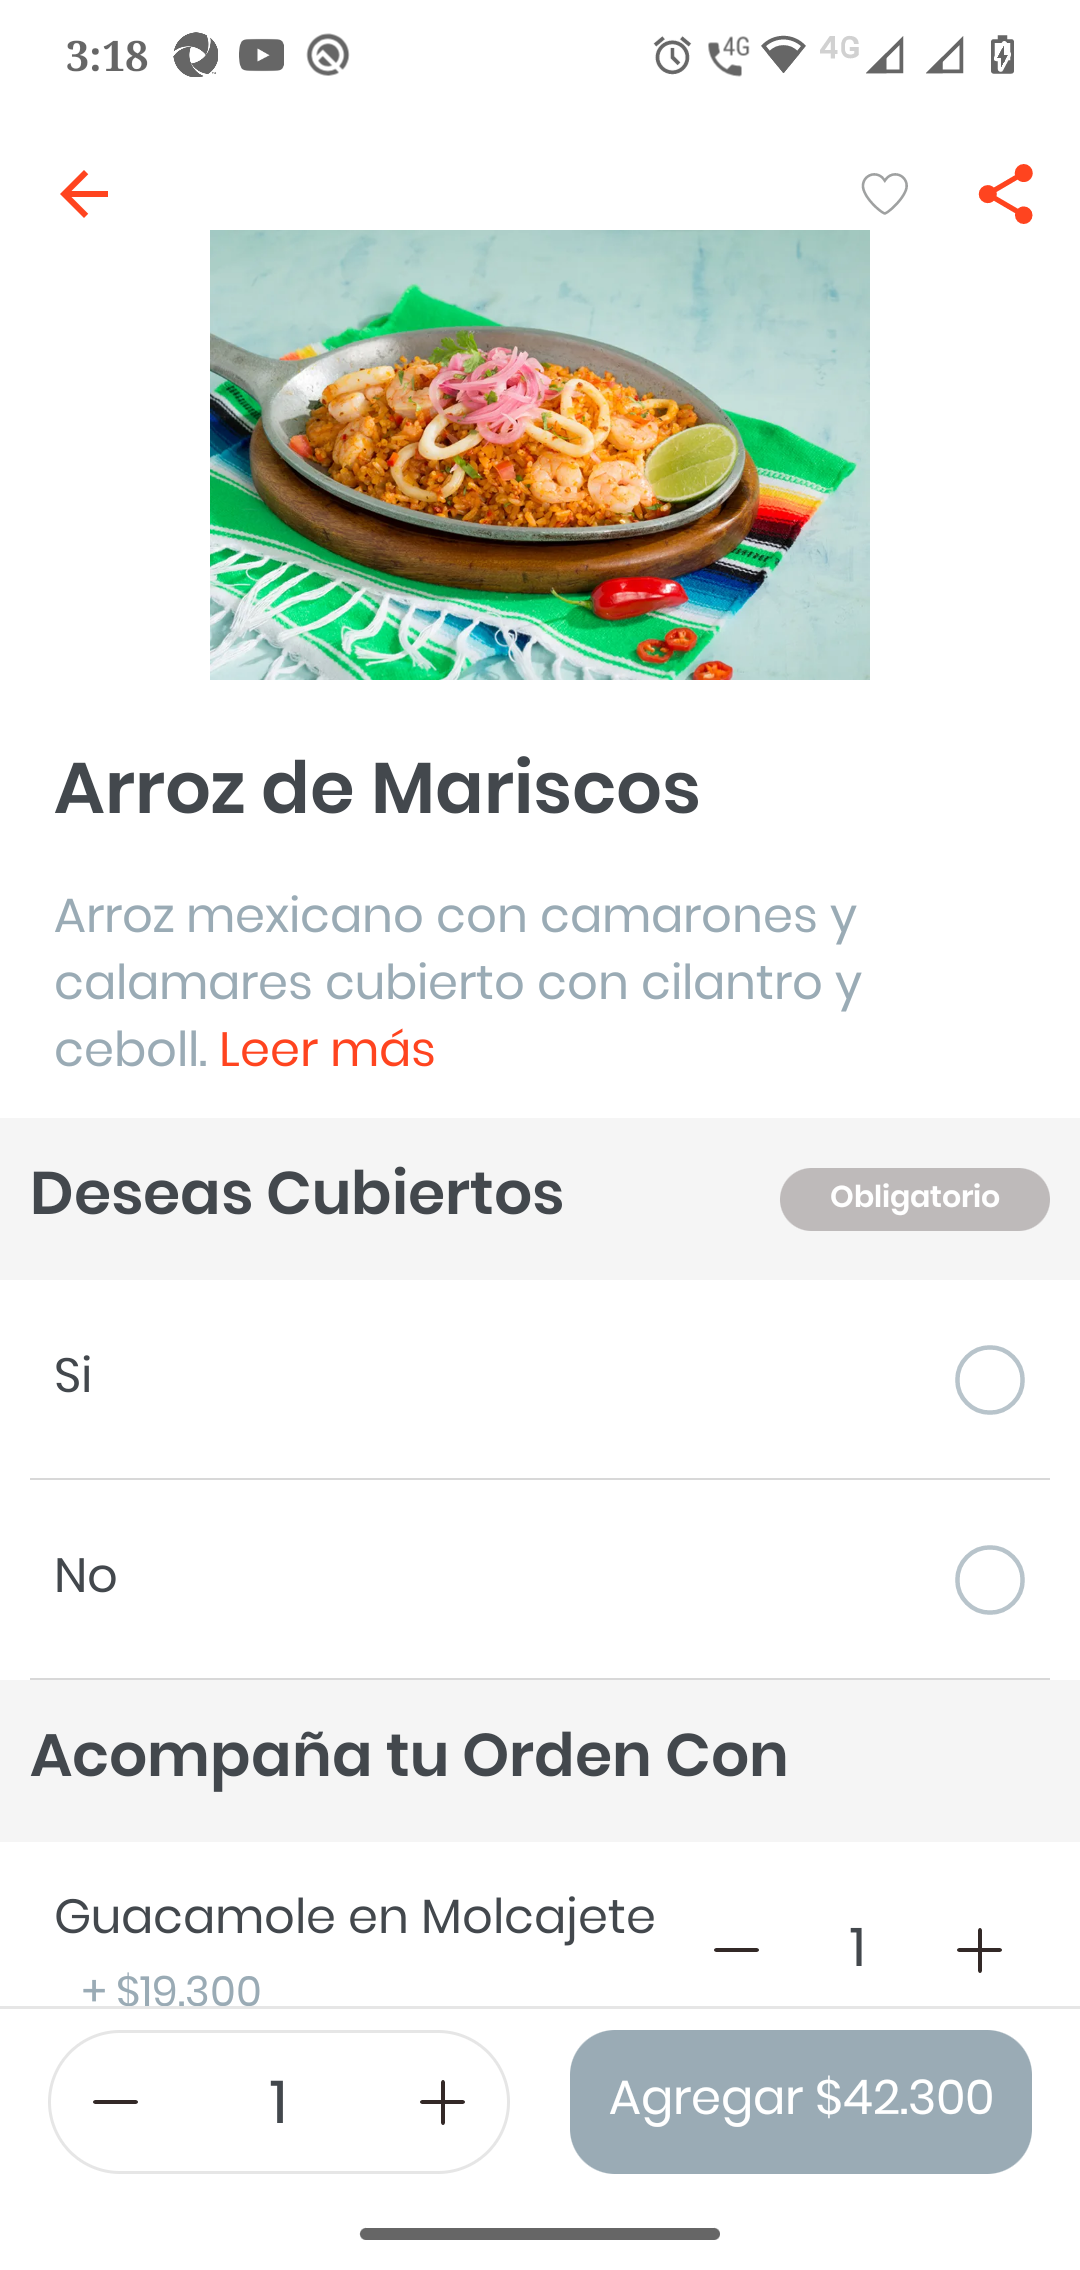 3:18
4G
4G
Arroz de Mariscos
Arroz mexicano con camarones y
calamares cubierto con cilantro y
ceboll. Leer más
Deseas Cubiertos
Obligatorio
Si
No
Acompaña tu Orden Con
Guacamole en Molcajete
1
+ $19.300
1
Agregar $42.300